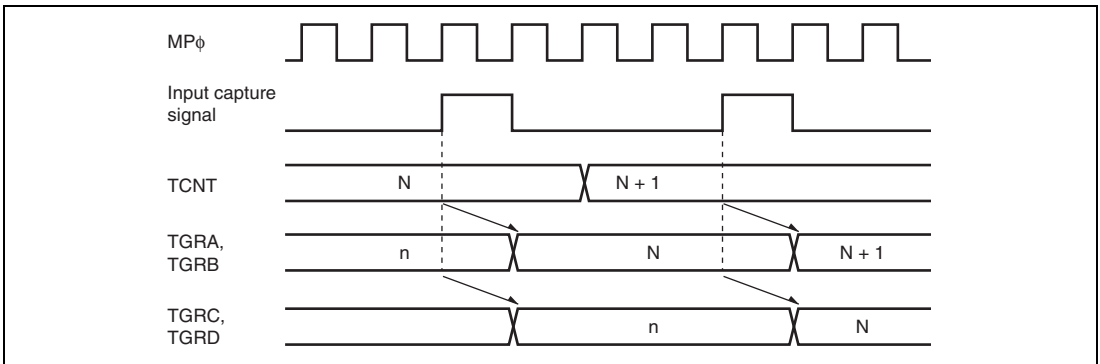 MPφ
Input capture
signal
TCNT
N
N + 1
TGRA,
TGRB
n
N
N + 1
TGRC,
TGRD
n
N